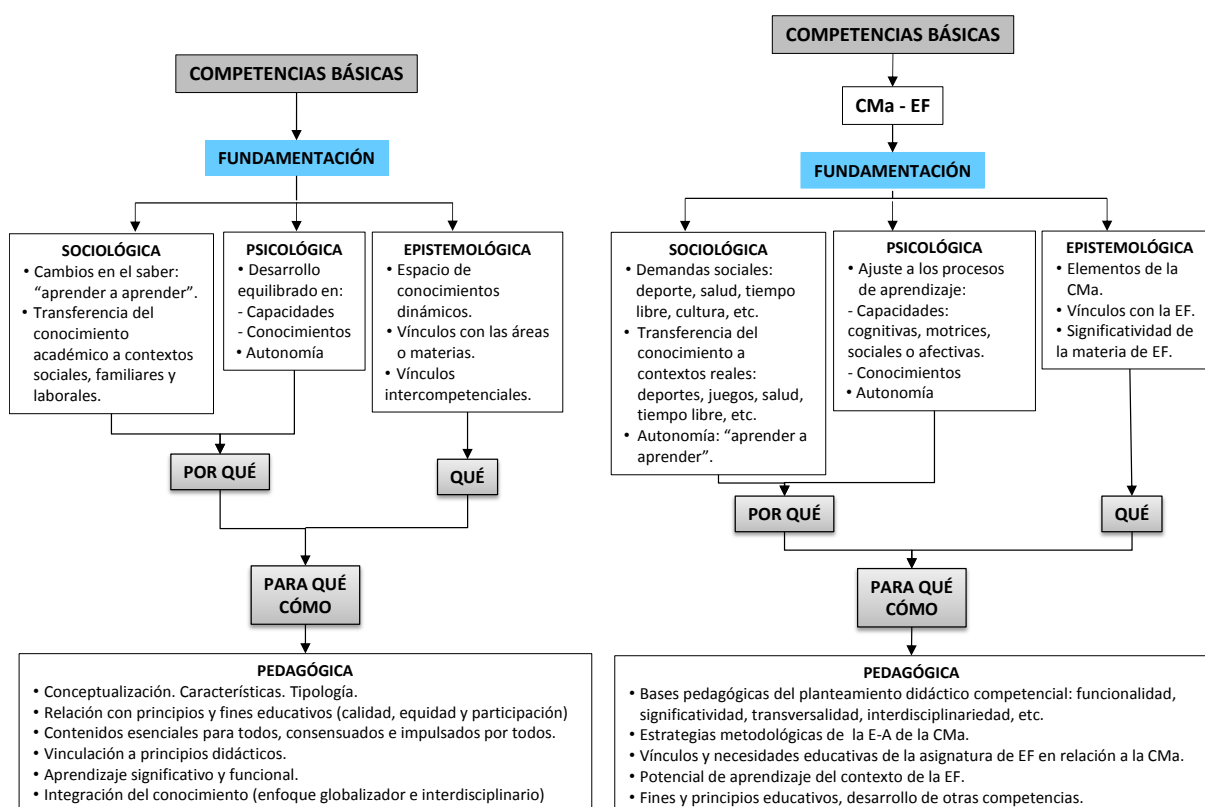 COMPETENCIAS BÁSICAS
FUNDAMENTACIÓN
SOCIOLÓGICA
• Cambios en el saber:
“aprender a aprender”.
• Transferencia del
conocimiento
académico a contextos
sociales, familiares y
laborales.
PSICOLÓGICA
• Desarrollo
equilibrado en:
- Capacidades
- Conocimientos
• Autonomía
EPISTEMOLÓGICA
• Espacio de
conocimientos
dinámicos.
• Vínculos con las áreas
o materias.
• Vínculos
intercompetenciales.
POR QUÉ
QUÉ
PARA QUÉ
CÓMO
PEDAGÓGICA
• Conceptualización. Características. Tipología.
• Relación con principios y fines educativos (calidad, equidad y participación)
• Contenidos esenciales para todos, consensuados e impulsados por todos.
• Vinculación a principios didácticos.
• Aprendizaje significativo y funcional.
• Integración del conocimiento (enfoque globalizador e interdisciplinario)
COMPETENCIAS BÁSICAS
CMa - EF
FUNDAMENTACIÓN
SOCIOLÓGICA
• Demandas sociales:
deporte, salud, tiempo
libre, cultura, etc.
• Transferencia del
conocimiento a
contextos reales:
deportes, juegos, salud,
tiempo libre, etc.
• Autonomía: “aprender a
aprender”.
PSICOLÓGICA
• Ajuste a los procesos
de aprendizaje:
- Capacidades:
cognitivas, motrices,
sociales o afectivas.
- Conocimientos
• Autonomía
EPISTEMOLÓGICA
• Elementos de la
CMa.
• Vínculos con la EF.
• Significatividad de
la materia de EF.
POR QUÉ
QUÉ
PARA QUÉ
CÓMO
PEDAGÓGICA
• Bases pedagógicas del planteamiento didáctico competencial: funcionalidad,
significatividad, transversalidad, interdisciplinariedad, etc.
• Estrategias metodológicas de la E-A de la CMa.
• Vínculos y necesidades educativas de la asignatura de EF en relación a la CMa.
• Potencial de aprendizaje del contexto de la EF.
• Fines y principios educativos, desarrollo de otras competencias.